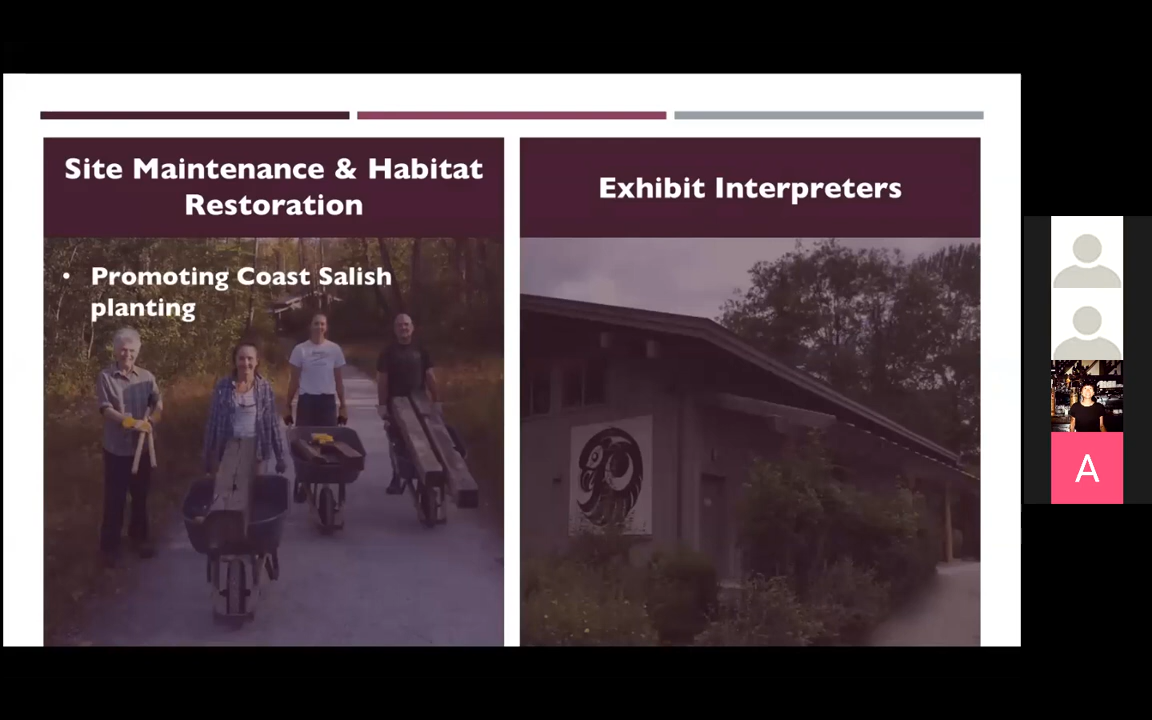 Site Maintenance & Habitat
Restoration
• Promoting Coast Salish
planting
Exhibit Interpreters
A